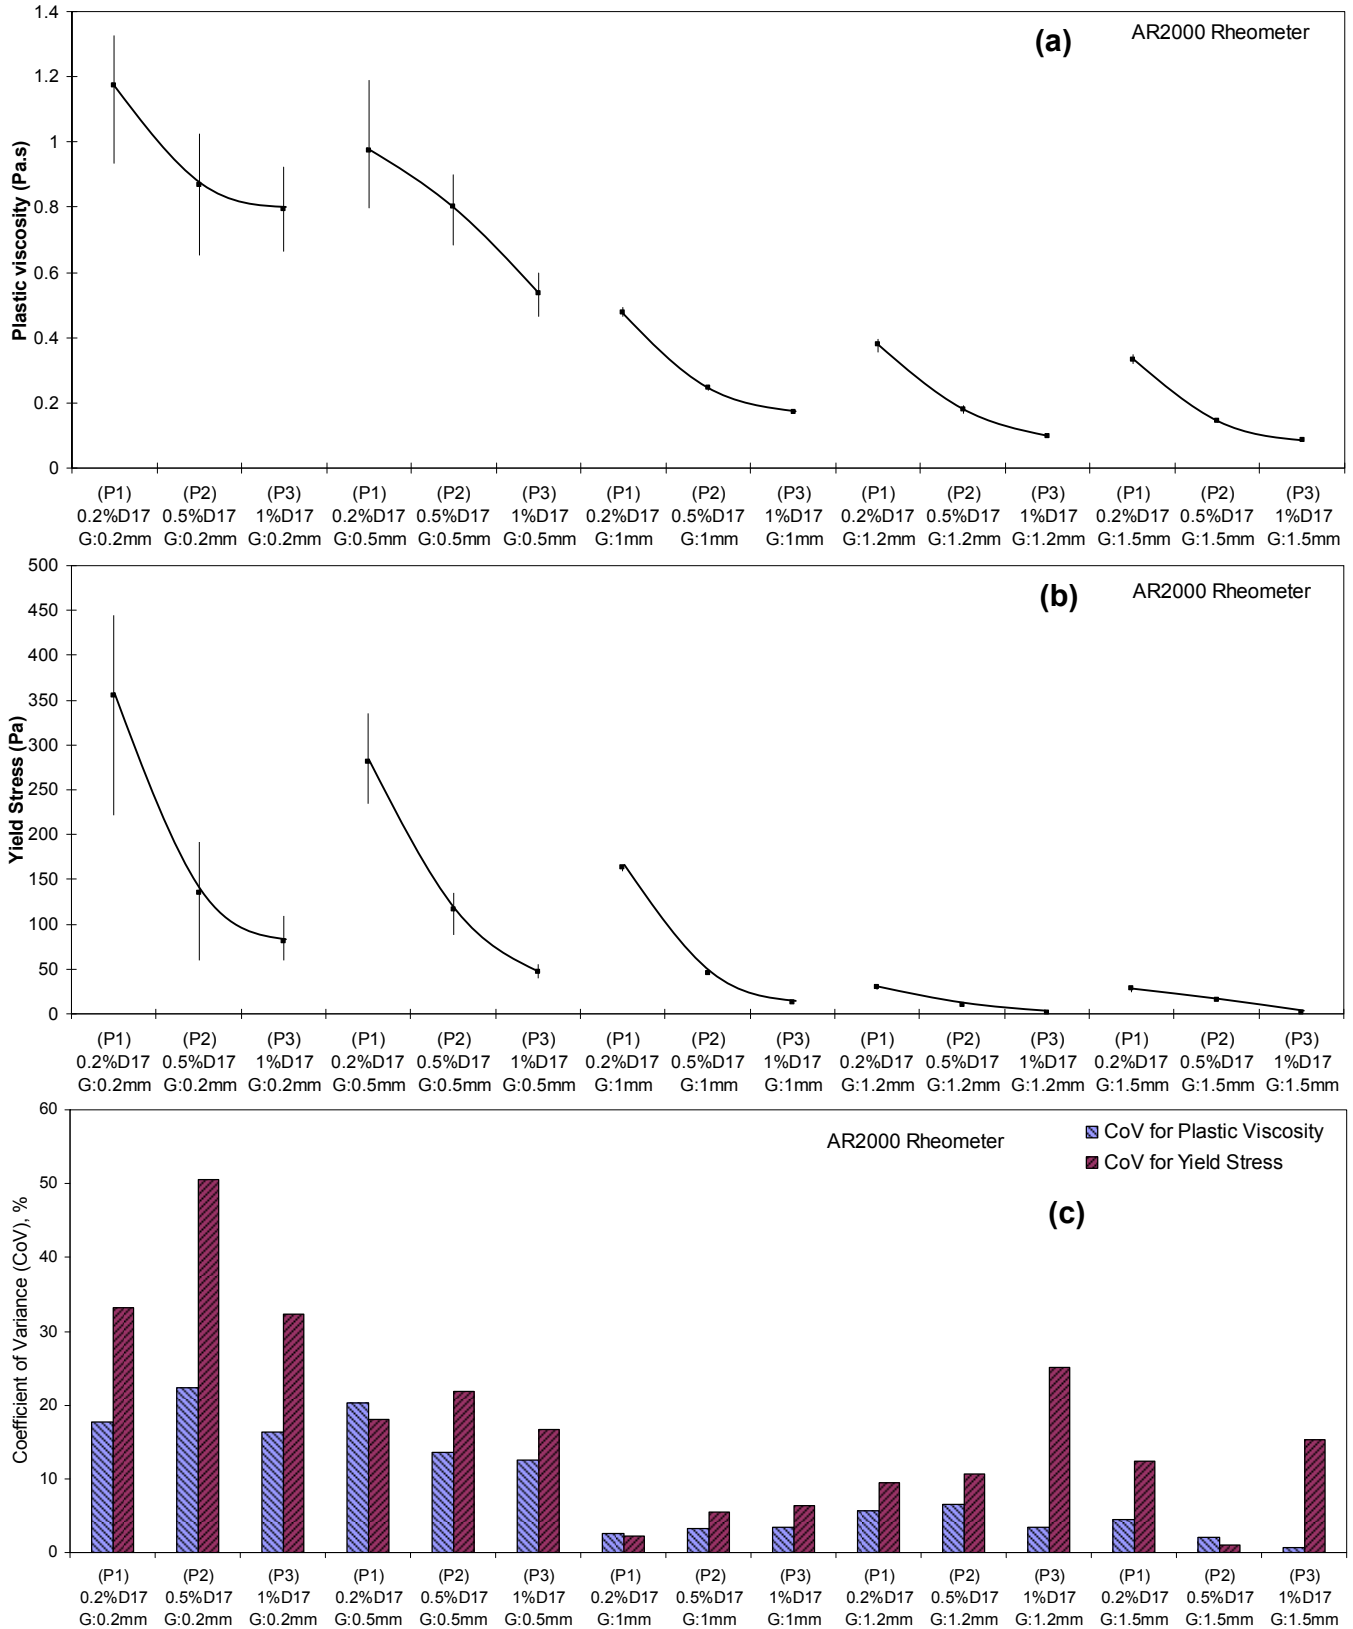 (a)
AR2000 Rheometer
Plastic viscosity (Pa.s)
1.4
1.2
1
0.8
0.6
0.4
0.2
0
(P1) (P2) (P3) (P1) (P2) (P3) (P1) (P2) (P3) (P1) (P2) (P3) (P1) (P2) (P3)
0.2%D17 0.5%D17 1%D17 0.2%D17 0.5%D17 1%D17 0.2%D17 0.5%D17 1%D17 0.2%D17 0.5%D17 1%D17 0.2%D17 0.5%D17 1%D17
G:0.2mm G:0.2mm G:0.2mm G:0.5mm G:0.5mm G:0.5mm G:1mm G:1mm G:1mm G:1.2mm G:1.2mm G:1.2mm G:1.5mm G:1.5mm G:1.5mm
(b)
AR2000 Rheometer
Yield Stress (Pa)
500
450
400
350
300
250
200
150
100
50
0
(P1) (P2) (P3) (P1) (P2) (P3) (P1) (P2) (P3) (P1) (P2) (P3) (P1) (P2) (P3)
0.2%D17 0.5%D17 1%D17 0.2%D17 0.5%D17 1%D17 0.2%D17 0.5%D17 1%D17 0.2%D17 0.5%D17 1%D17 0.2%D17 0.5%D17 1%D17
G:0.2mm G:0.2mm G:0.2mm G:0.5mm G:0.5mm G:0.5mm G:1mm G:1mm G:1mm G:1.2mm G:1.2mm G:1.2mm G:1.5mm G:1.5mm G:1.5mm
AR2000 Rheometer
CoV for Plastic Viscosity
CoV for Yield Stress
(c)
Coefficient of Variance (CoV), %
60
50
40
30
20
10
0
(P1) (P2) (P3) (P1) (P2) (P3) (P1) (P2) (P3) (P1) (P2) (P3) (P1) (P2) (P3)
0.2%D17 0.5%D17 1%D17 0.2%D17 0.5%D17 1%D17 0.2%D17 0.5%D17 1%D17 0.2%D17 0.5%D17 1%D17 0.2%D17 0.5%D17 1%D17
G:0.2mm G:0.2mm G:0.2mm G:0.5mm G:0.5mm G:0.5mm G:1mm G:1mm G:1mm G:1.2mm G:1.2mm G:1.2mm G:1.5mm G:1.5mm G:1.5mm